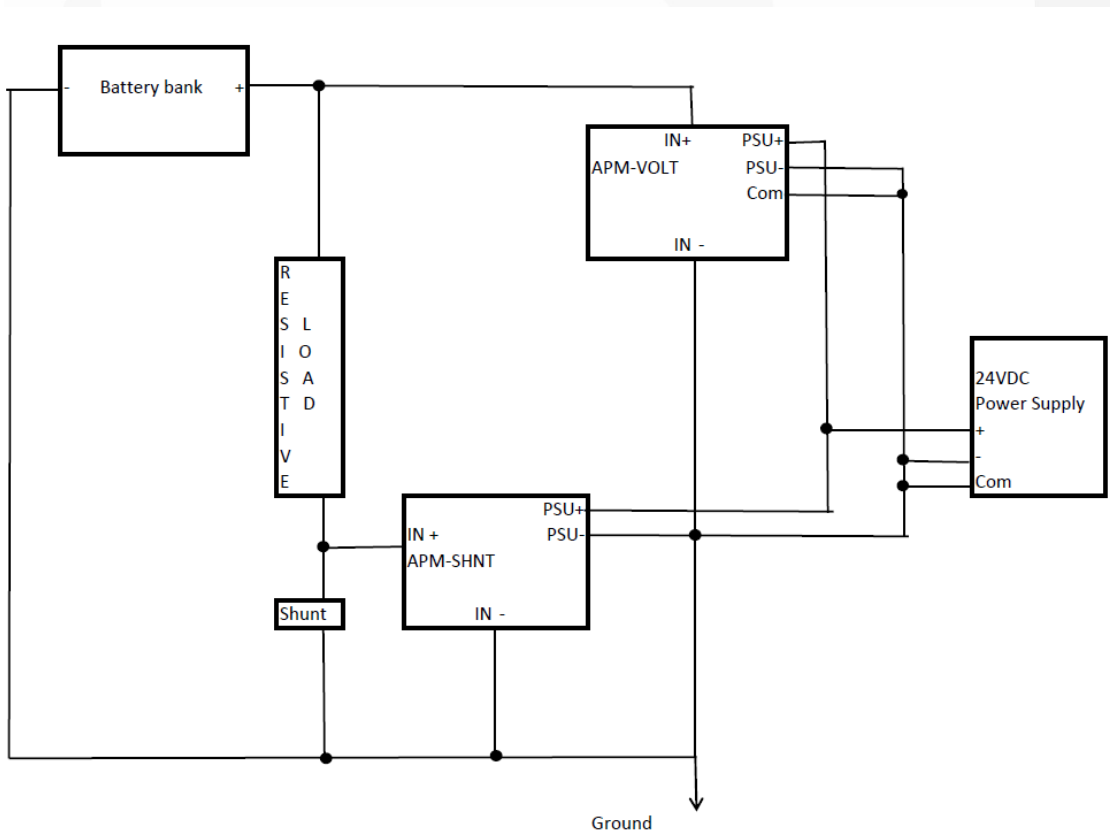 - Battery bank +
IN+ PSU+
APM-VOLT PSU-
Com
IN -
R
E
S L
I O
S A
T D
I
V
E
24VDC
Power Supply
+
-
Com
PSU+
IN + PSU-
APM-SHNT
IN -
Shunt
Ground